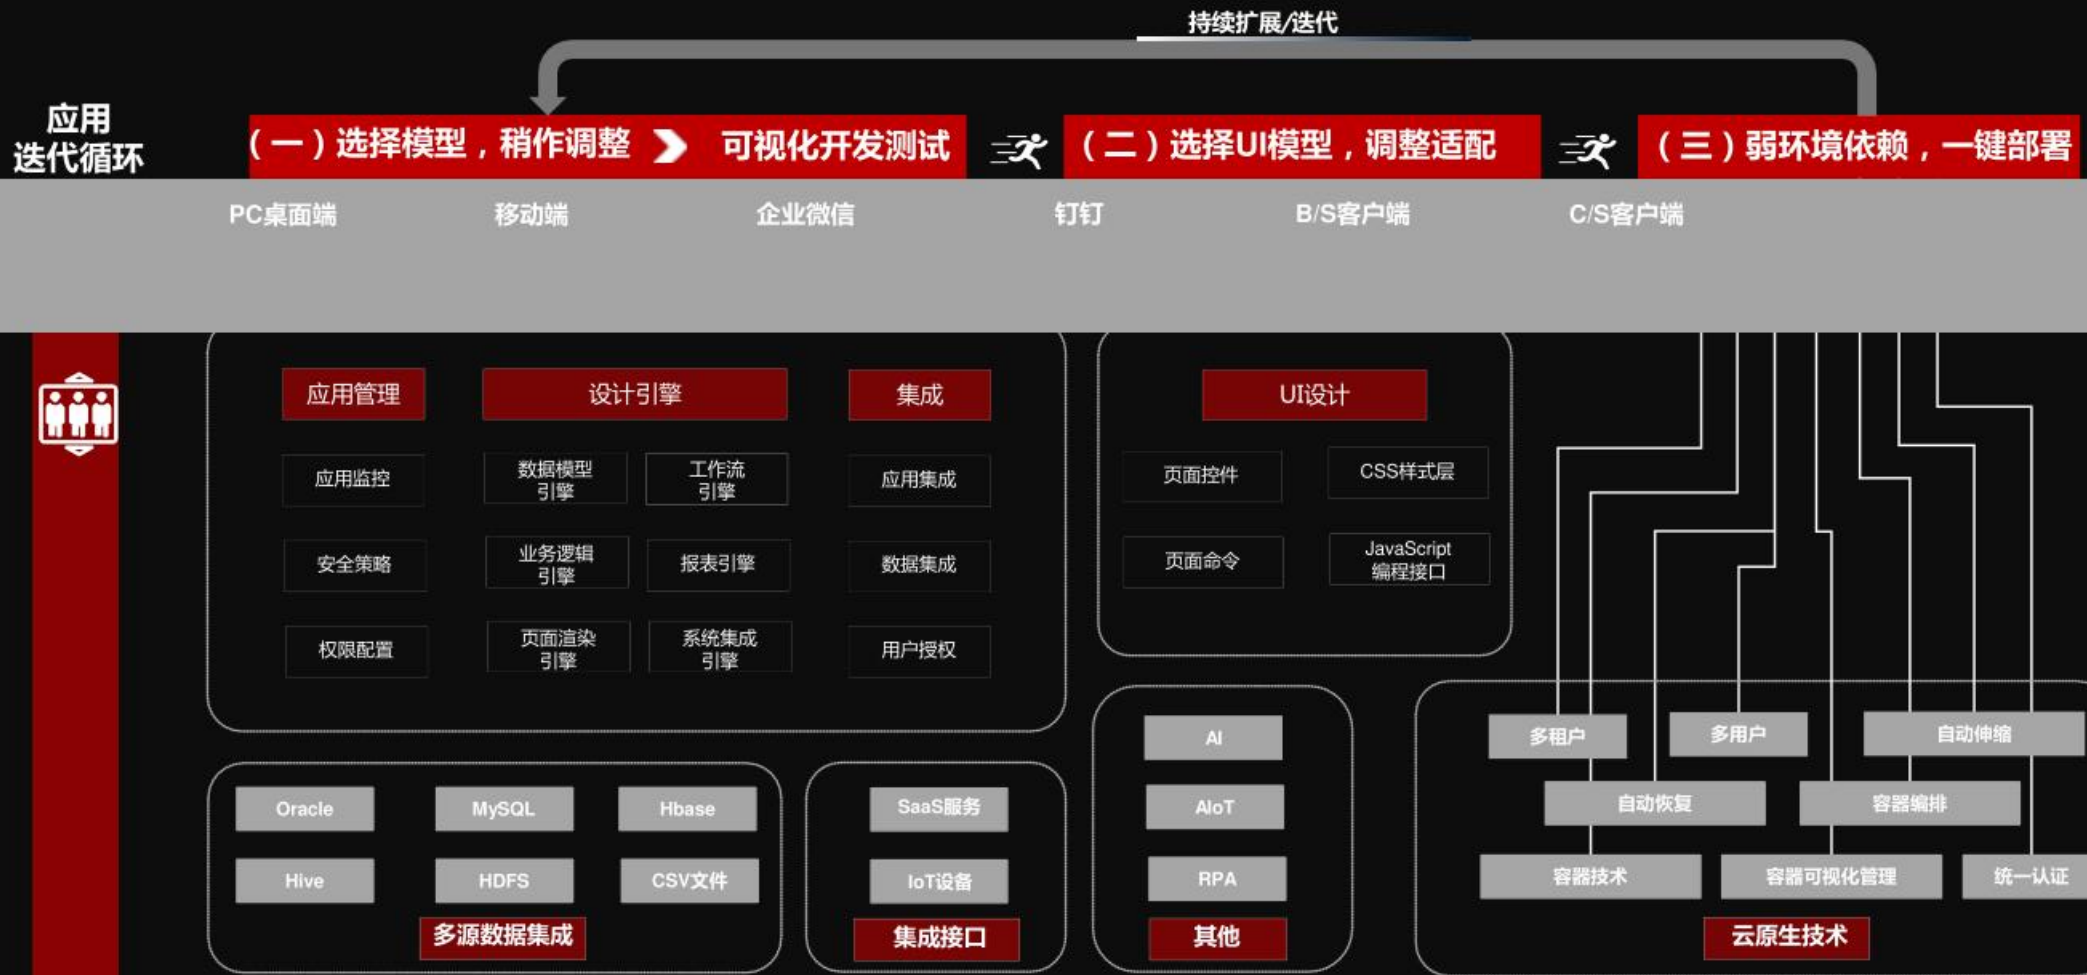 持续扩展/迭代
应用
迭代循环
（一）选择模型，稍作调整
可视化开发测试
（二）选择UI模型，调整适配
（三）弱环境依赖，一键部署
PC桌面端
移动端
企业微信
钉钉
B/S客户端
C/S客户端
应用管理
设计引擎
集成
应用监控
数据模型
引擎
工作流
引擎
应用集成
安全策略
业务逻辑
引擎
报表引擎
数据集成
权限配置
页面渲染
引擎
系统集成
引擎
用户授权
UI设计
页面控件
CSS样式层
页面命令
JavaScript
编程接口
Oracle
MySQL
Hbase
Hive
HDFS
CSV文件
多源数据集成
SaaS服务
IoT设备
集成接口
AI
AIoT
RPA
其他
多租户
多用户
自动伸缩
自动恢复
容器编排
容器技术
容器可视化管理
统一认证
云原生技术